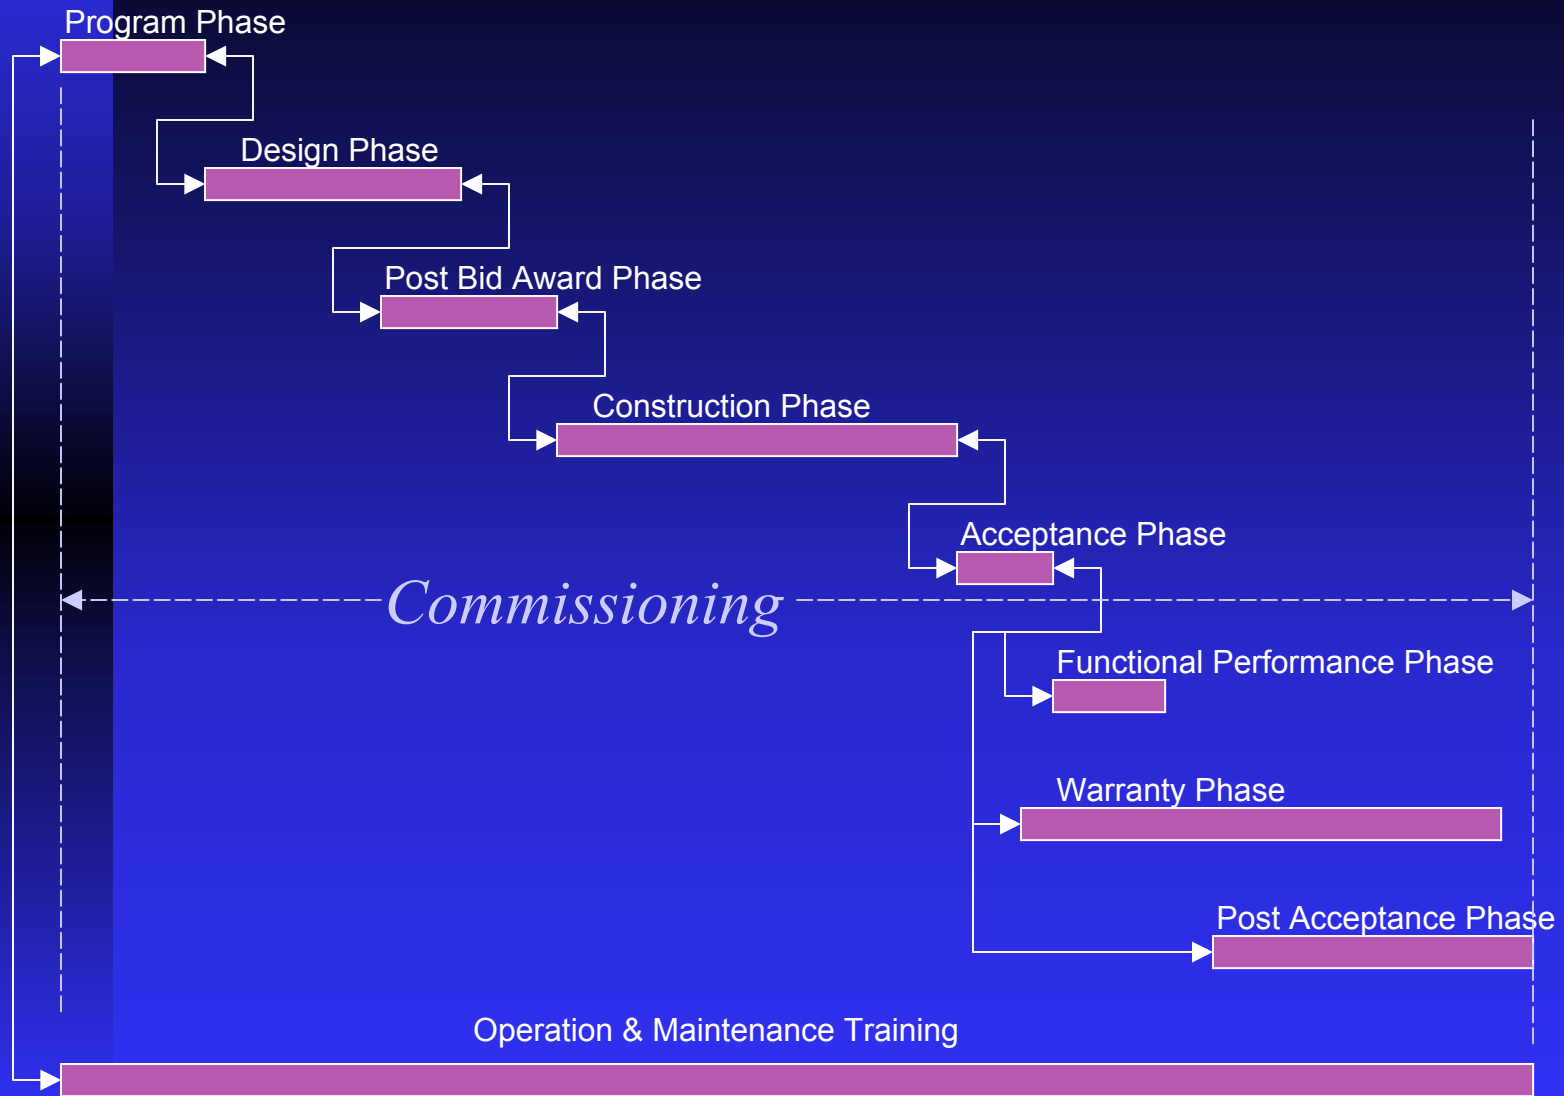 Program Phase
Design Phase
Post Bid Award Phase
Construction Phase
Acceptance Phase
Commissioning
Functional Performance Phase
Warranty Phase
Post Acceptance Phase
Operation & Maintenance Training